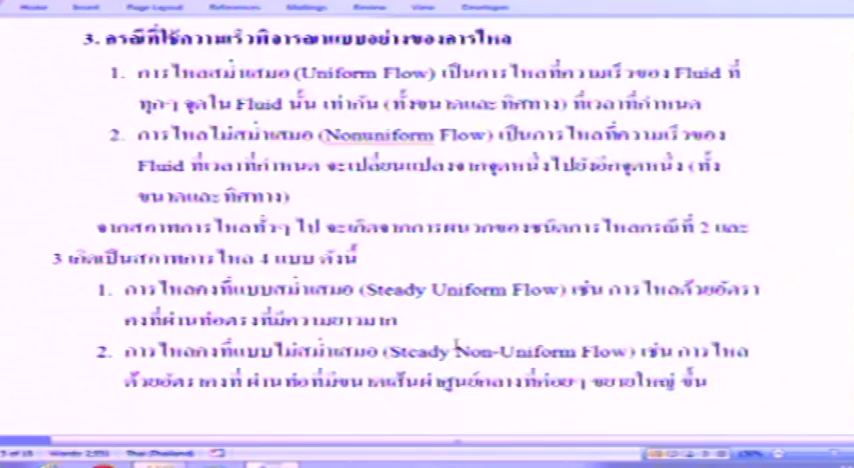 Home Insert Page Layout References Mailings Review View Developer
3. กรณีที่ใช้ความเร็วพิจารณาแบบอย่างของการไหล
1. การไหลสม่ำเสมอ (Uniform Flow) เป็นการไหลที่ความเร็วของ Fluid ที่
ทุกๆ จุดใน Fluid นั้น เท่ากัน (ทั้งขนาดและ ทิศทาง) ที่เวลาที่กำหนด
2. การไหลไม่สม่ำเสมอ (Nonuniform Flow) เป็นการไหลที่ความเร็วของ
Fluid ที่เวลาที่กำหนด จะเปลี่ยนแปลงจากจุดหนึ่งไปยังอีกจุดหนึ่ง (ทั้ง
ขนาดและ ทิศทาง)
จากสภาพการไหลทั่วๆ ไป จะเกิดจากการผนวกของชนิดการไหลกรณีที่ 2 และ
3 เกิดเป็นสภาพการไหล 4 แบบ ดังนี้
1. การไหลคงที่แบบสม่ำเสมอ (Steady Uniform Flow) เช่น การไหลด้วยอัตรา
คงที่ผ่านท่อตรงที่มีความยาวมาก
2. การไหลคงที่แบบไม่สม่ำเสมอ (Steady Non-Uniform Flow) เช่น การไหล
ด้วยอัตราคงที่ ผ่านท่อที่มีขนาดเส้นผ่าศูนย์กลางที่ค่อยๆ ขยายใหญ่ ขึ้น
Thai (Thailand)